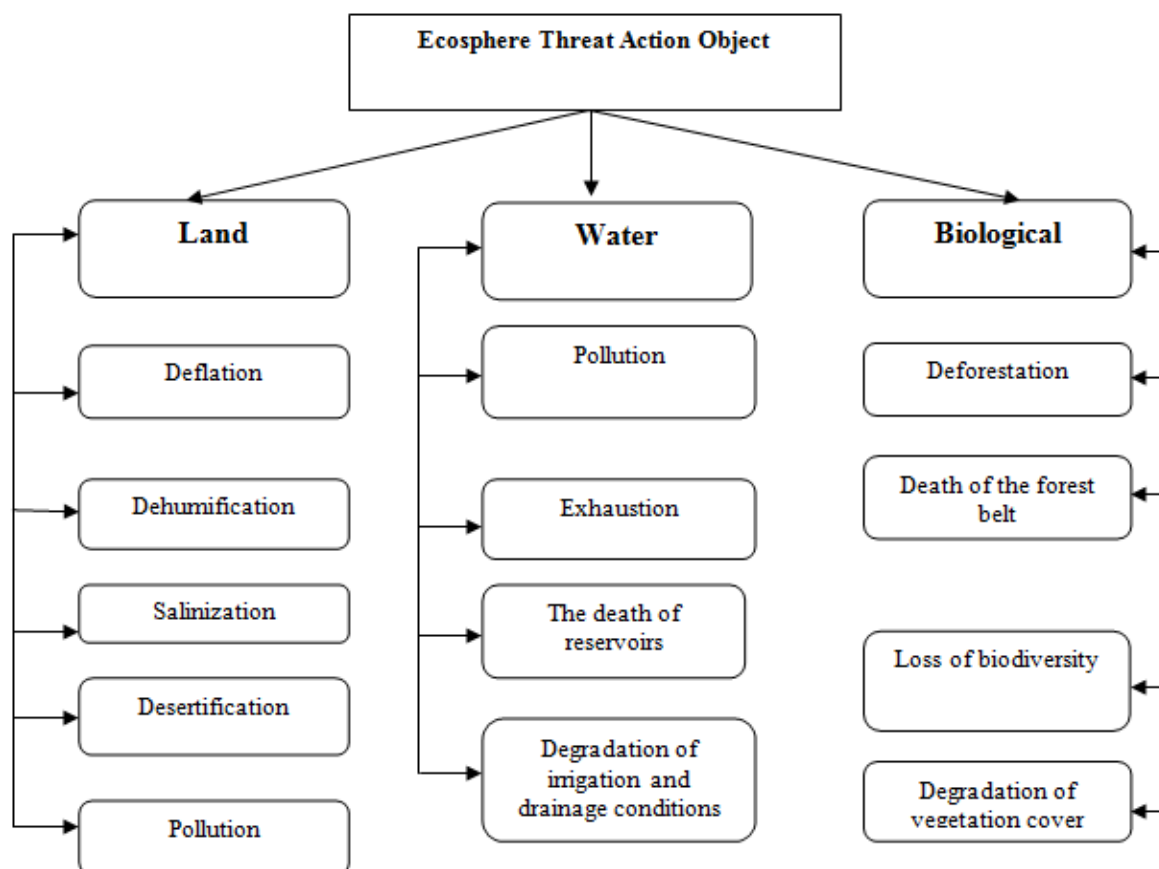 Ecosphere Threat Action Object
Land
Water
Biological
Deflation
Pollution
Deforestation
Dehumification
Exhaustion
Death of the forest
belt
Salinization
The death of
reservoirs
Loss of biodiversity
Desertification
Degradation of
irrigation and
drainage conditions
Degradation of
vegetation cover
Pollution